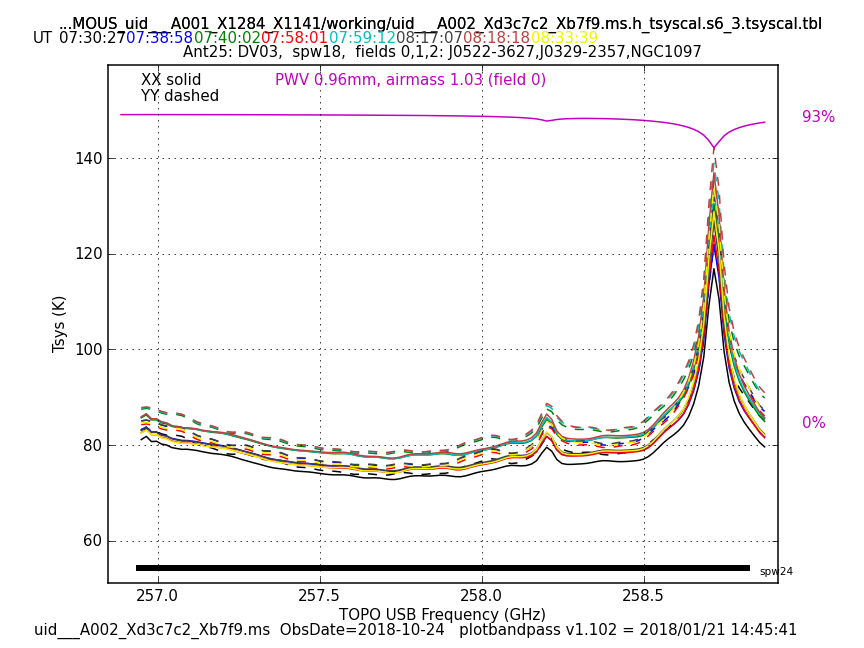 ...MOUS_uid___A001_X1284_X1141/working/uid___A002_Xd3c7c2_Xb7f9.ms.h_tsyscal.s6_3.tsyscal.tbl
UT 07:30:27 07:38:58 07:40:02 07:58:01 07:59:12 08:17:07 08:18:18 08:33:39
Ant25: DV03,  spw18,  fields 0,1,2: J0522-3627,J0329-2357,NGC1097
XX solid
PWV 0.96mm, airmass 1.03 (field 0)
YY dashed
93%
140
120
Tsys (K)
100
0%
80
60
spw24
257.0 257.5 258.0 258.5
TOPO USB Frequency (GHz)
uid___A002_Xd3c7c2_Xb7f9.ms  ObsDate=2018-10-24   plotbandpass v1.102 = 2018/01/21 14:45:41